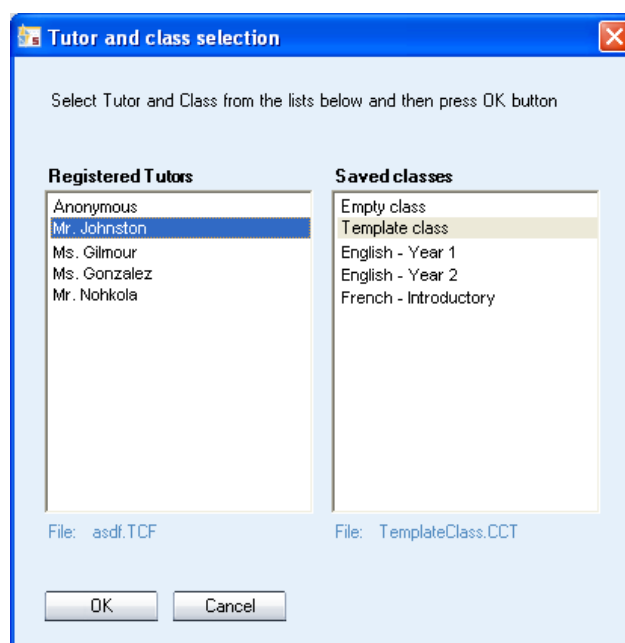 Tutor and class selection
Select Tutor and Class from the lists below and then press OK button
Registered Tutors
Anonymous
Mr. Johnston
Ms. Gilmour
Ms. Gonzalez
Mr. Nohkola
File: asdf.TCF
Saved classes
Empty class
Template class
English - Year 1
English - Year 2
French - Introductory
File: TemplateClass.CCT
OK
Cancel